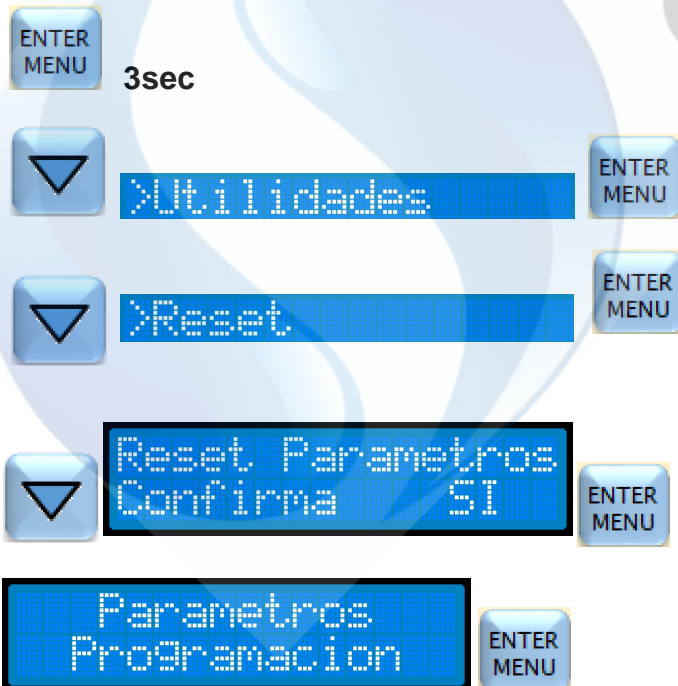 ENTER
MENU
3sec
>Utilidades
ENTER
MENU
>Reset
ENTER
MENU
Reset Parametros
Confirma SI
ENTER
MENU
Parametros
Programacion
ENTER
MENU